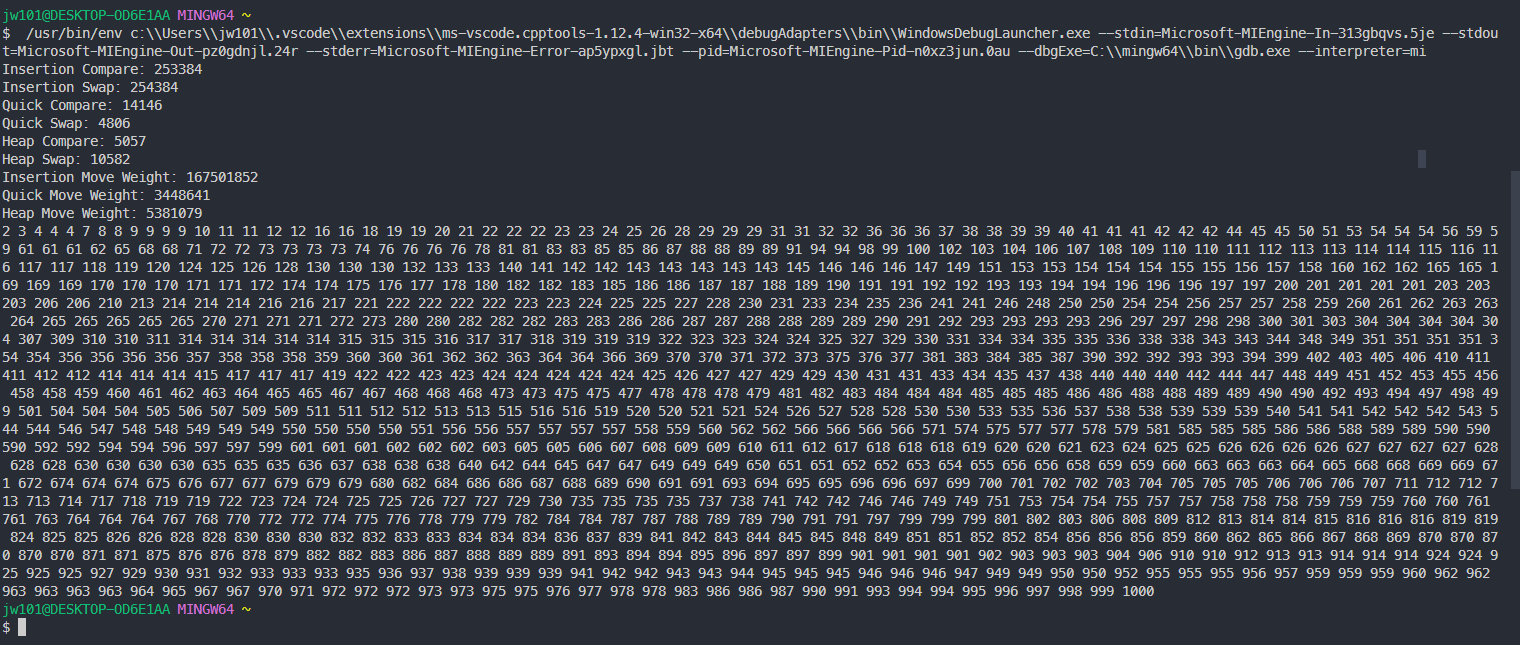 jw101@DESKTOP-OD6E1AA MINGW64 ~
$  /usr/bin/env c:\\Users\\jw101\\.vscode\\extensions\\ms-vscode.cpptools-1.12.4-win32-x64\\debugAdapters\\bin\\WindowsDebugLauncher.exe --stdin=Microsoft-MIEngine-In-313gbqvs.5je --stdou
t=Microsoft-MIEngine-Out-pz0gdnjl.24r --stderr=Microsoft-MIEngine-Error-ap5ypxgl.jbt --pid=Microsoft-MIEngine-Pid-n0xz3jun.0au --dbgExe=C:\\mingw64\\bin\\gdb.exe --interpreter=mi
Insertion Compare: 253384
Insertion Swap: 254384
Quick Compare: 14146
Quick Swap: 4806
Heap Compare: 5057
Heap Swap: 10582
Insertion Move Weight: 167501852
Quick Move Weight: 3448641
Heap Move Weight: 5381079
2 3 4 4 4 7 8 8 9 9 9 9 10 11 11 12 12 16 16 18 19 19 20 21 22 22 22 23 23 24 25 26 28 29 29 29 31 31 32 32 36 36 36 37 38 38 39 39 40 41 41 41 42 42 42 44 45 45 50 51 53 54 54 54 56 59 5
9 61 61 61 62 65 68 68 71 72 72 73 73 73 73 74 76 76 76 76 78 81 81 83 83 85 85 86 87 88 88 89 89 91 94 94 98 99 100 102 103 104 106 107 108 109 110 110 111 112 113 113 114 114 115 116 11
6 117 117 118 119 120 124 125 126 128 130 130 130 132 133 133 140 141 142 142 143 143 143 143 143 143 145 146 146 146 147 149 151 153 153 154 154 154 155 155 156 157 158 160 162 162 165 165 1
69 169 169 170 170 170 171 171 172 174 174 175 176 177 178 180 182 182 183 185 186 186 187 187 188 189 190 191 191 192 192 193 193 194 194 196 196 196 197 197 200 201 201 201 201 203 203
203 206 206 210 213 214 214 214 216 216 217 221 222 222 222 222 223 223 224 225 225 227 228 230 231 233 234 235 236 241 241 246 248 250 250 254 254 256 257 257 258 259 260 261 262 263 263
 264 265 265 265 265 265 270 271 271 271 272 273 280 280 282 282 282 283 283 286 286 287 287 288 288 289 289 290 291 292 293 293 293 293 296 297 297 298 298 300 301 303 304 304 304 304 30
4 307 309 310 310 311 314 314 314 314 314 315 315 315 316 317 317 318 319 319 319 322 323 323 324 324 325 327 329 330 331 334 334 335 335 336 338 338 343 343 344 348 349 351 351 351 351 3
54 354 356 356 356 356 357 358 358 358 359 360 360 361 362 362 363 364 364 366 369 370 370 371 372 373 375 376 377 381 383 384 385 387 390 392 392 393 393 394 399 402 403 405 406 410 411
411 412 412 414 414 414 415 417 417 417 419 422 422 423 423 424 424 424 424 424 425 426 427 427 429 429 430 431 431 433 434 435 437 438 440 440 440 442 444 447 448 449 451 452 453 455 456
 458 458 459 460 461 462 463 464 465 465 467 467 467 468 468 468 473 473 475 475 477 478 478 478 479 481 482 483 484 484 484 485 485 485 486 486 488 488 489 489 490 490 492 493 494 497 498 49
9 501 504 504 504 505 506 507 509 509 511 511 512 512 513 513 515 516 516 519 520 520 521 521 524 526 527 528 528 530 530 533 535 536 537 538 538 539 539 539 540 541 541 542 542 542 543 5
44 544 546 547 548 548 549 549 549 550 550 550 550 551 556 556 557 557 557 557 558 559 560 562 562 566 566 566 566 571 574 575 577 577 578 579 581 585 585 585 586 586 588 589 589 590 590
590 592 592 594 594 596 597 597 599 601 601 601 602 602 602 603 605 605 606 607 608 609 609 610 611 612 617 618 618 618 619 620 620 621 623 624 625 625 626 626 626 626 627 627 627 627 628
 628 628 630 630 630 630 635 635 635 636 637 638 638 638 640 642 644 645 647 647 649 649 649 650 651 651 652 652 653 654 655 656 656 658 659 659 660 663 663 663 664 665 668 668 669 669 67
1 672 674 674 674 675 676 677 677 679 679 679 680 682 684 686 686 687 688 689 690 691 691 693 694 695 695 696 696 697 700 701 702 702 703 704 705 705 705 706 706 706 707 711 712 712 7
13 713 714 717 718 719 719 722 723 724 724 725 725 726 727 727 729 730 735 735 735 735 737 738 741 742 742 746 746 749 749 751 753 754 754 755 757 757 758 758 758 759 759 759 760 760 761
761 763 764 764 764 767 768 770 772 772 774 775 776 778 779 779 782 784 784 787 787 788 789 789 790 791 791 797 799 799 799 801 802 803 806 808 809 812 813 814 814 815 816 816 816 819 819
 824 825 825 826 826 828 828 830 830 830 832 832 833 833 834 834 834 836 837 839 841 842 843 844 845 845 848 849 851 851 852 852 854 856 856 856 859 860 862 865 866 867 868 869 870 870 87
0 870 870 871 871 875 876 876 878 879 882 882 883 886 887 888 889 889 891 893 894 894 895 896 897 897 899 901 901 901 901 902 903 903 903 904 906 910 910 912 913 913 914 914 914 924 924 9
25 925 925 927 929 930 931 932 933 933 933 935 936 937 938 939 939 939 941 942 942 943 943 944 945 945 945 946 946 946 947 949 949 950 950 952 955 955 955 956 957 959 959 959 960 962 962
963 963 963 963 964 965 967 967 970 971 972 972 972 973 973 975 975 976 977 978 978 983 986 986 987 990 991 993 994 994 995 996 997 998 999 1000
jw101@DESKTOP-OD6E1AA MINGW64 ~
$